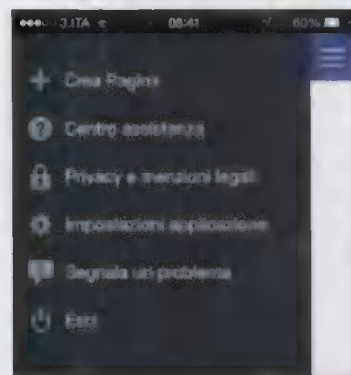 3 ITA 08:41 60%
Crea Pagina
Centro assistenza
Privacy e menzioni legali
Impostazioni applicazione
Segnala un problema
Esci